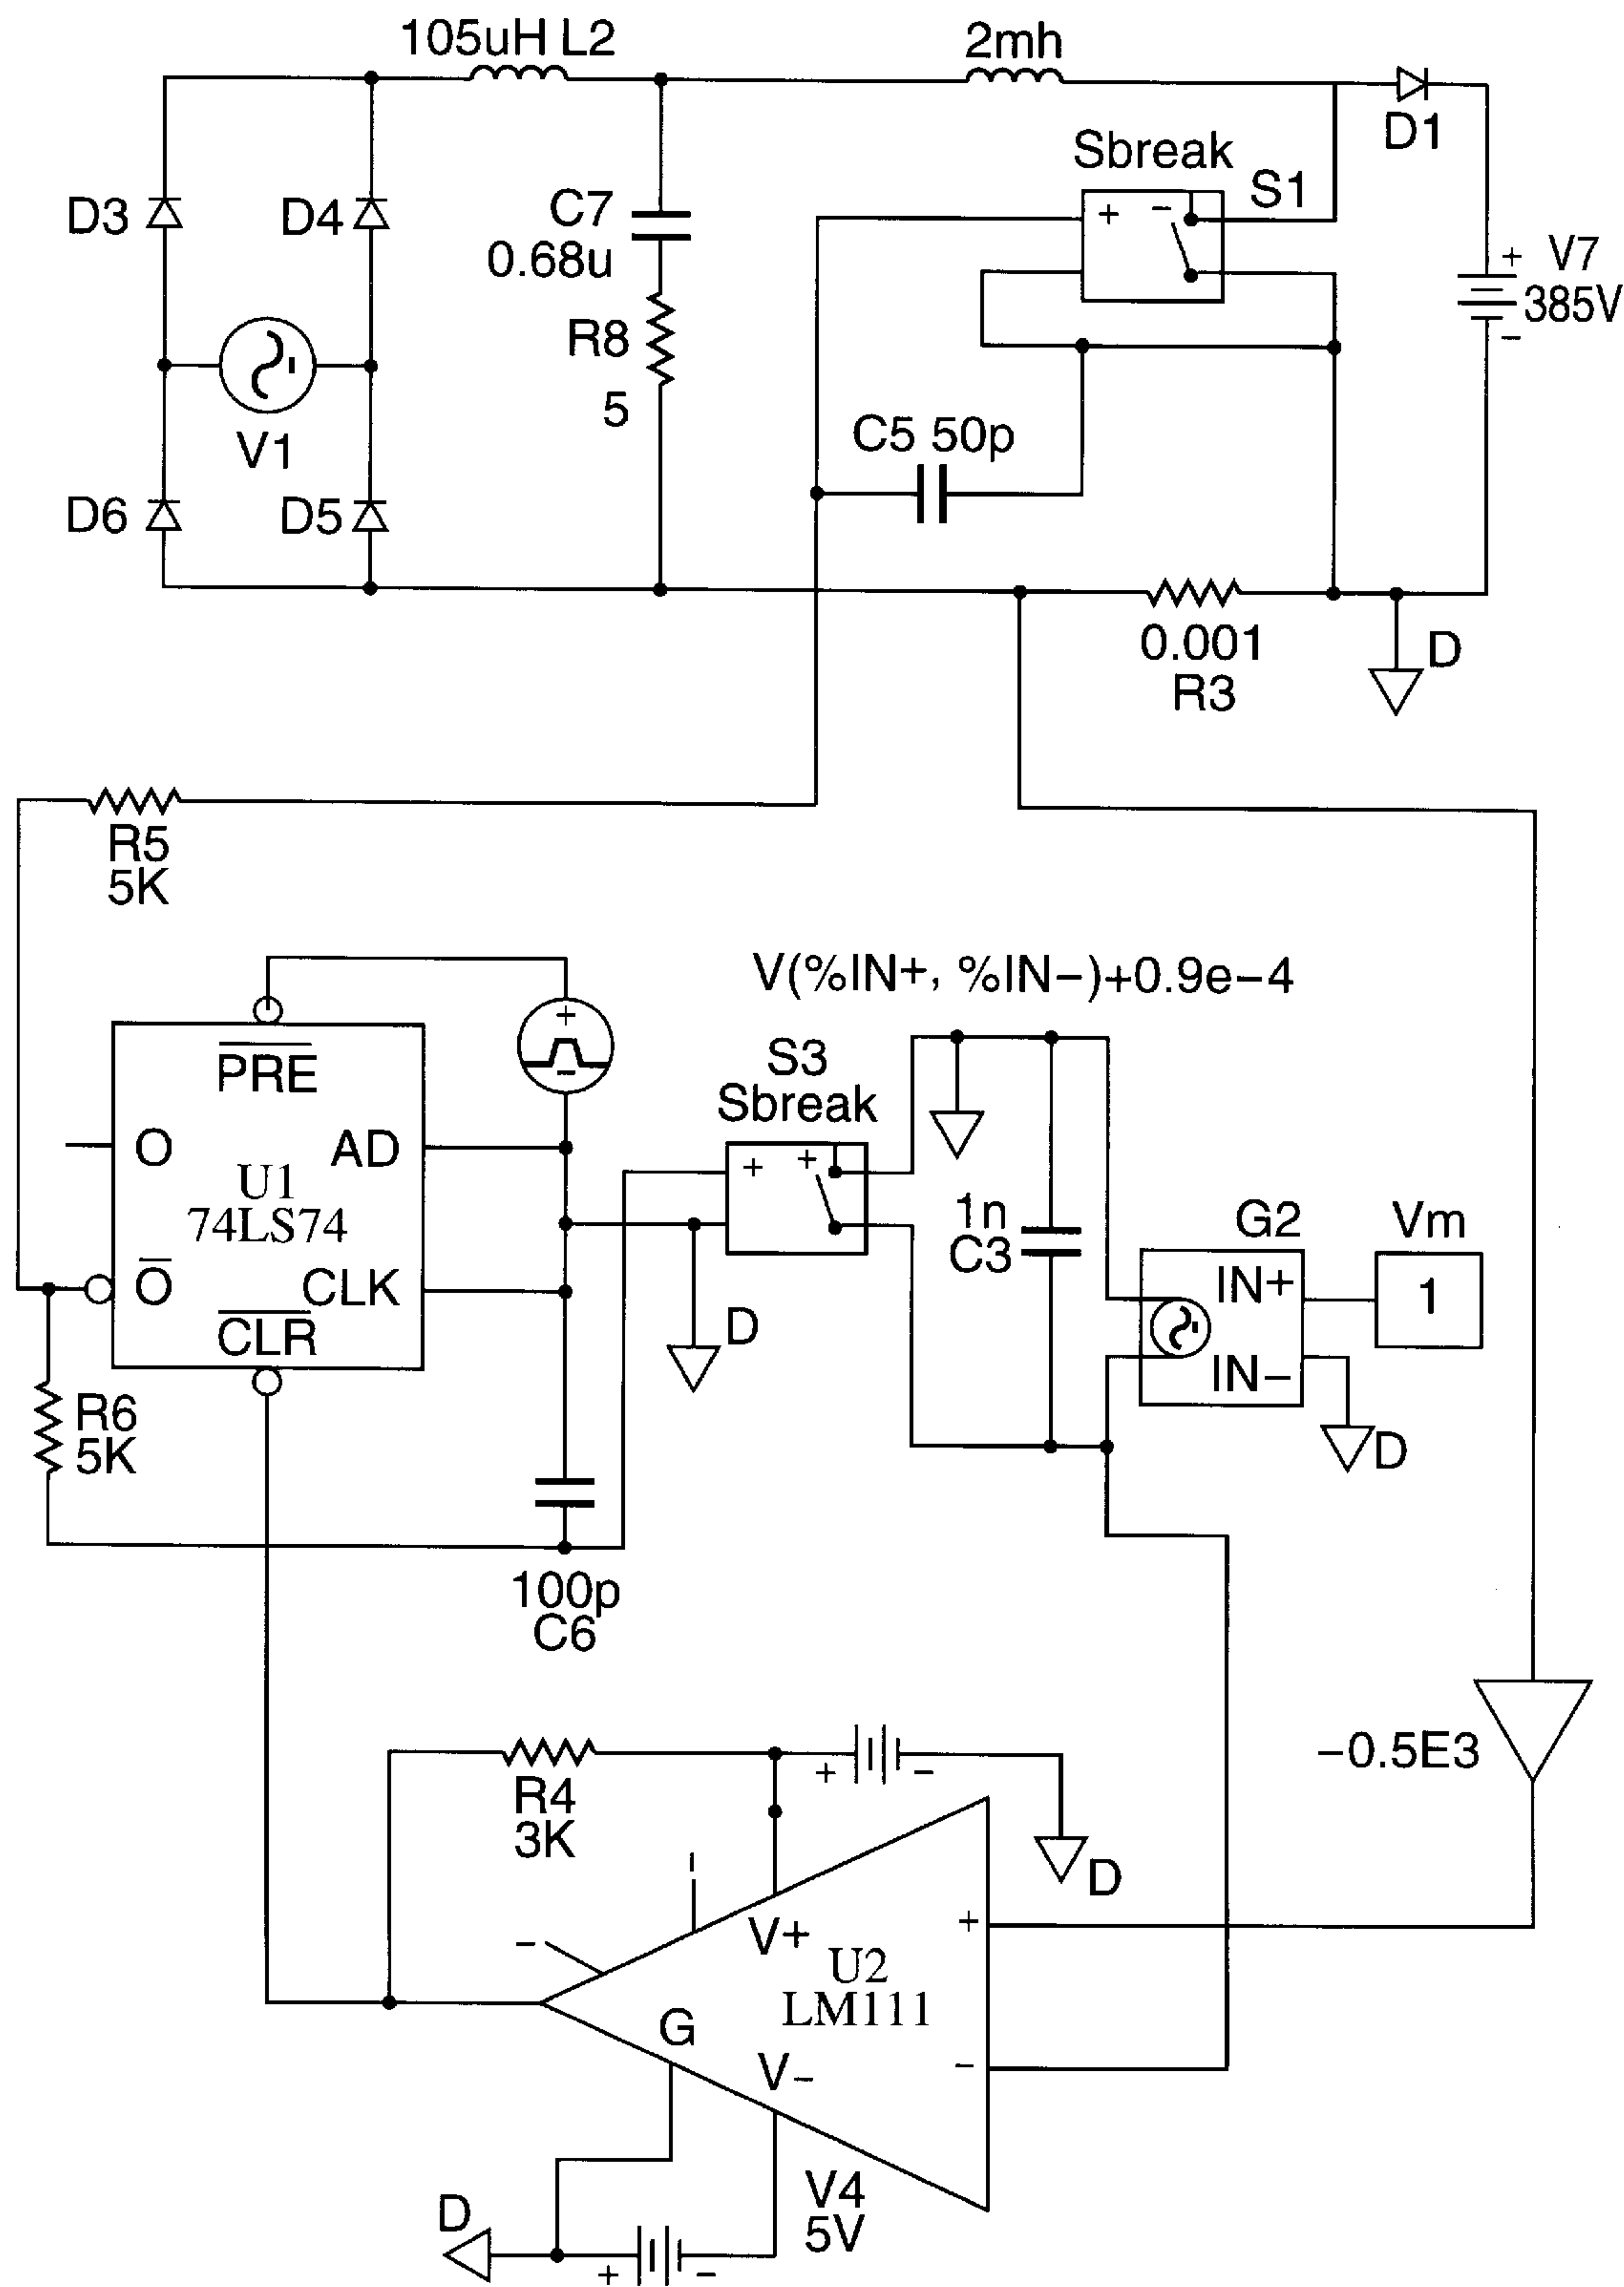 105uH L2
2mh
D1
Sbreak
S1
+
−
D3
D4
C7
0.68u
+
V7
385V
−
R8
5
V1
C5 50p
D6
D5
0.001
R3
D
R5
5K
V(%IN+, %IN−)+0.9e−4
PRE
+
−
S3
Sbreak
O
AD
U1
74LS74
+
+
1n
C3
G2
Vm
O
CLK
CLR
IN+
1
D
IN−
D
R6
5K
100p
C6
−0.5E3
R4
3K
+
−
D
V+
+
U2
LM111
G
V−
−
V4
5V
D
+
−